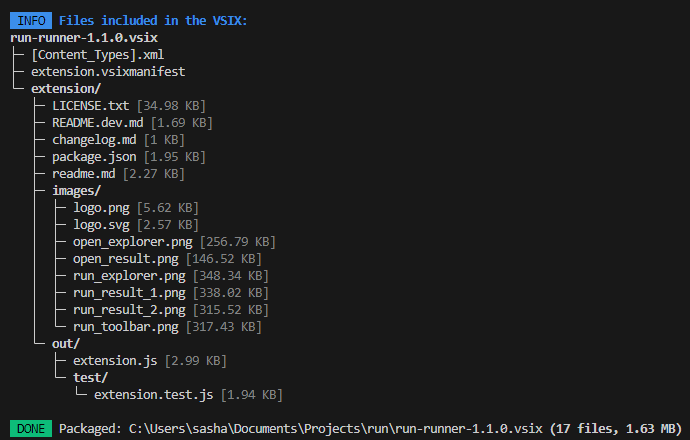 INFO Files included in the VSIX:
run-runner-1.1.0.vsix
├─ [Content_Types].xml
├─ extension.vsixmanifest
└─ extension/
   ├─ LICENSE.txt [34.98 KB]
   ├─ README.dev.md [1.69 KB]
   ├─ changelog.md [1 KB]
   ├─ package.json [1.95 KB]
   ├─ readme.md [2.27 KB]
   ├─ images/
   │  ├─ logo.png [5.62 KB]
   │  ├─ logo.svg [2.57 KB]
   │  ├─ open_explorer.png [256.79 KB]
   │  ├─ open_result.png [146.52 KB]
   │  ├─ run_explorer.png [348.34 KB]
   │  ├─ run_result_1.png [338.02 KB]
   │  ├─ run_result_2.png [315.52 KB]
   │  └─ run_toolbar.png [317.43 KB]
   └─ out/
      ├─ extension.js [2.99 KB]
      └─ test/
         └─ extension.test.js [1.94 KB]
DONE Packaged: C:\Users\sasha\Documents\Projects\run\run-runner-1.1.0.vsix (17 files, 1.63 MB)